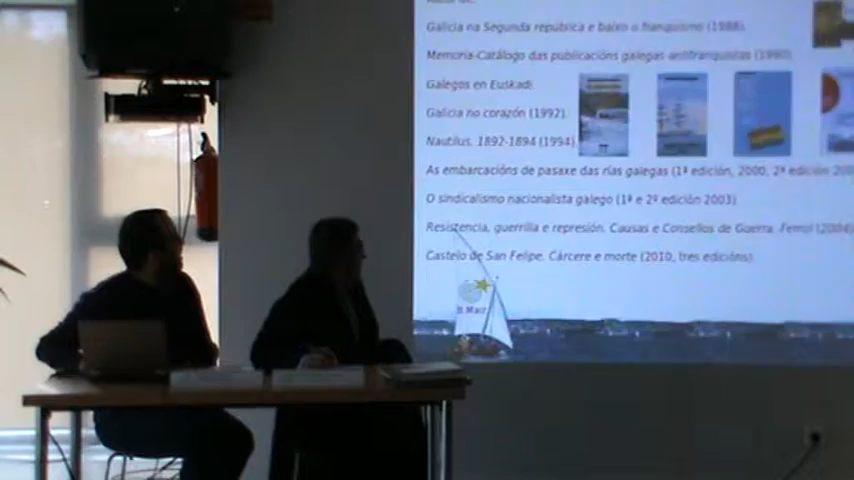 Galicia na Segunda república e baixo o franquismo (1988).
Memoria-Catálogo das publicacións galegas antifranquistas (1990)
Galegos en Euskadi.
Galicia no corazón (1992).
Nautilus. 1892-1894 (1994)
As embarcacións de pasaxe das rías galegas (1ª edición, 2000, 2ª edición
O sindicalismo nacionalista galego (1ª e 2ª edición 2003).
Resistencia, guerrilla e represión. Causas e Consellos de Guerra. Ferrol (2004)
Castelo de San Felipe. Cárcere e morte (2010, tres edicións).